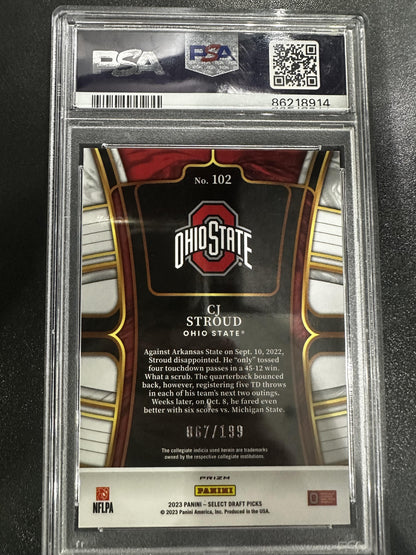 PSA
PSA
86218914
No. 102
OHIO STATE
CJ
STROUD
OHIO STATE®
Against Arkansas State on Sept. 10, 2022,
Stroud disappointed. He “only” tossed
four touchdown passes in a 45-12 win.
What a scrub. The quarterback bounced
back, however, registering five TD throws
in each of his team's next two outings.
Weeks later, on Oct. 8, he fared even
better with six scores vs. Michigan State.
067/199
The collegiate indicia used herein are trademarks
owned by the respective collegiate institutions.
PRIZM
NFLPA
PANINI
2023 PANINI – SELECT DRAFT PICKS
© 2023 Panini America, Inc. Produced in the USA.